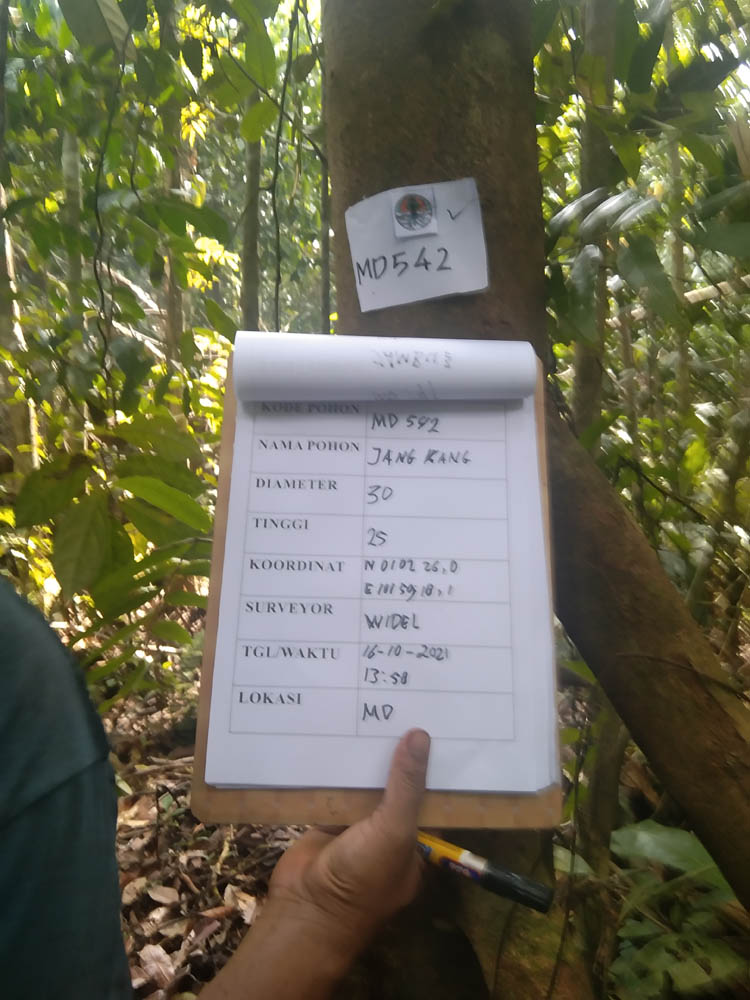 MD542
KODE POHON MD 542
NAMA POHON JANG KANG
DIAMETER 30
TINGGI 25
KOORDINAT N 0102 26,0
E 111 59, 18, 1
SURVEYOR WIDEL
TGL/WAKTU 16-10-2021
13:58
LOKASI MD